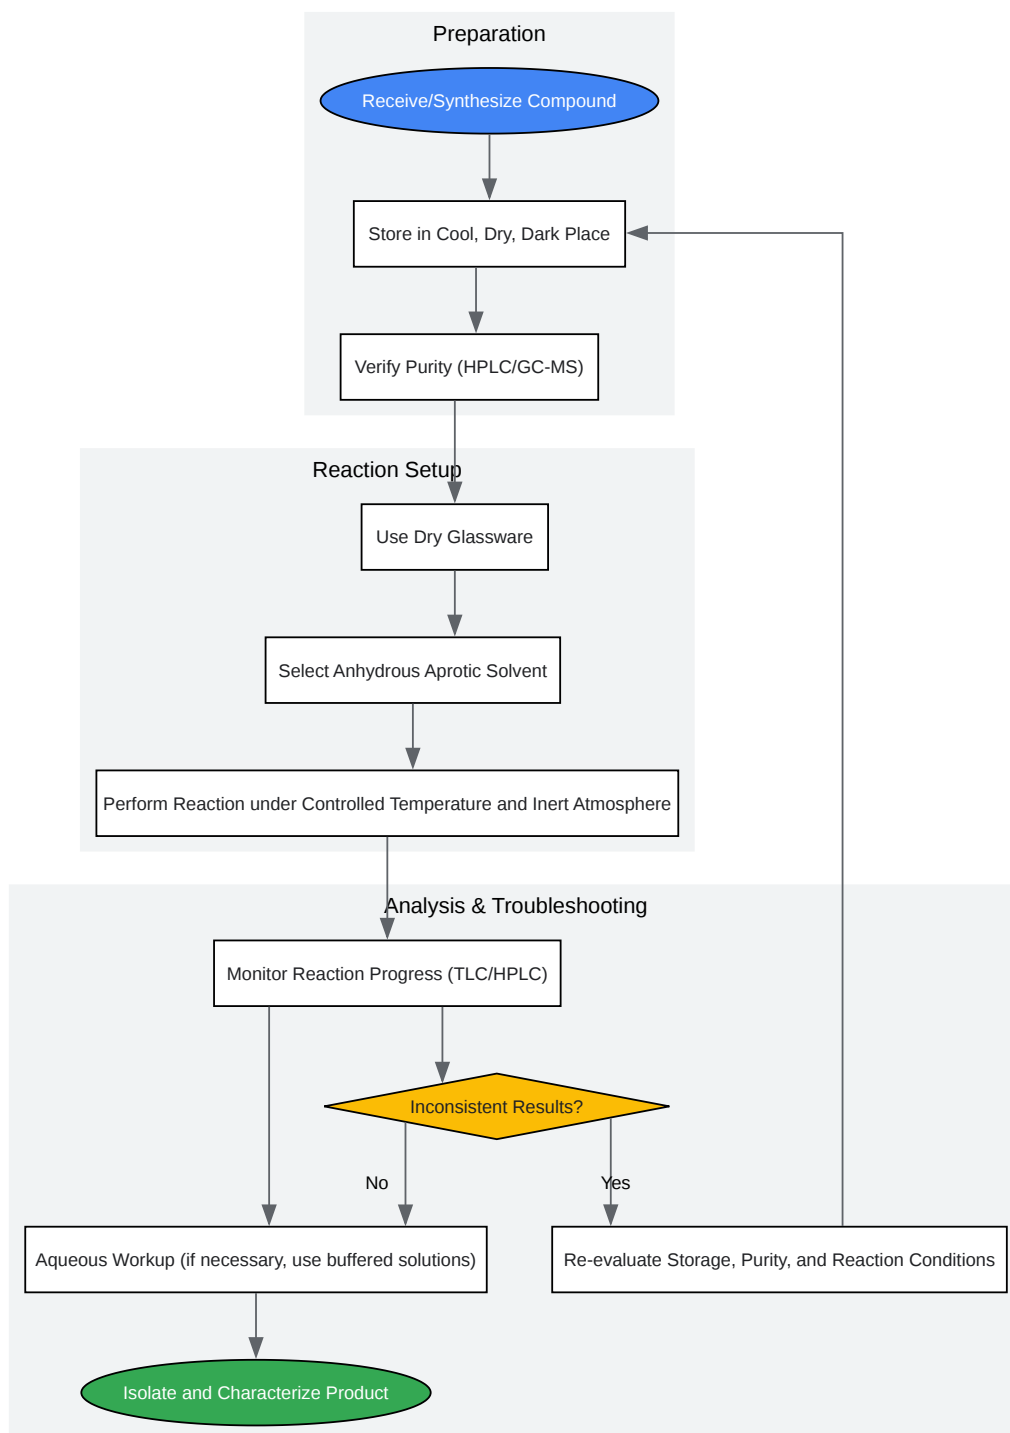 Preparation
Receive/Synthesize Compound
Store in Cool, Dry, Dark Place
Verify Purity (HPLC/GC-MS)
Reaction Setup
Use Dry Glassware
Select Anhydrous Aprotic Solvent
Perform Reaction under Controlled Temperature and Inert Atmosphere
Analysis & Troubleshooting
Monitor Reaction Progress (TLC/HPLC)
Inconsistent Results?
No
Yes
Aqueous Workup (if necessary, use buffered solutions)
Re-evaluate Storage, Purity, and Reaction Conditions
Isolate and Characterize Product